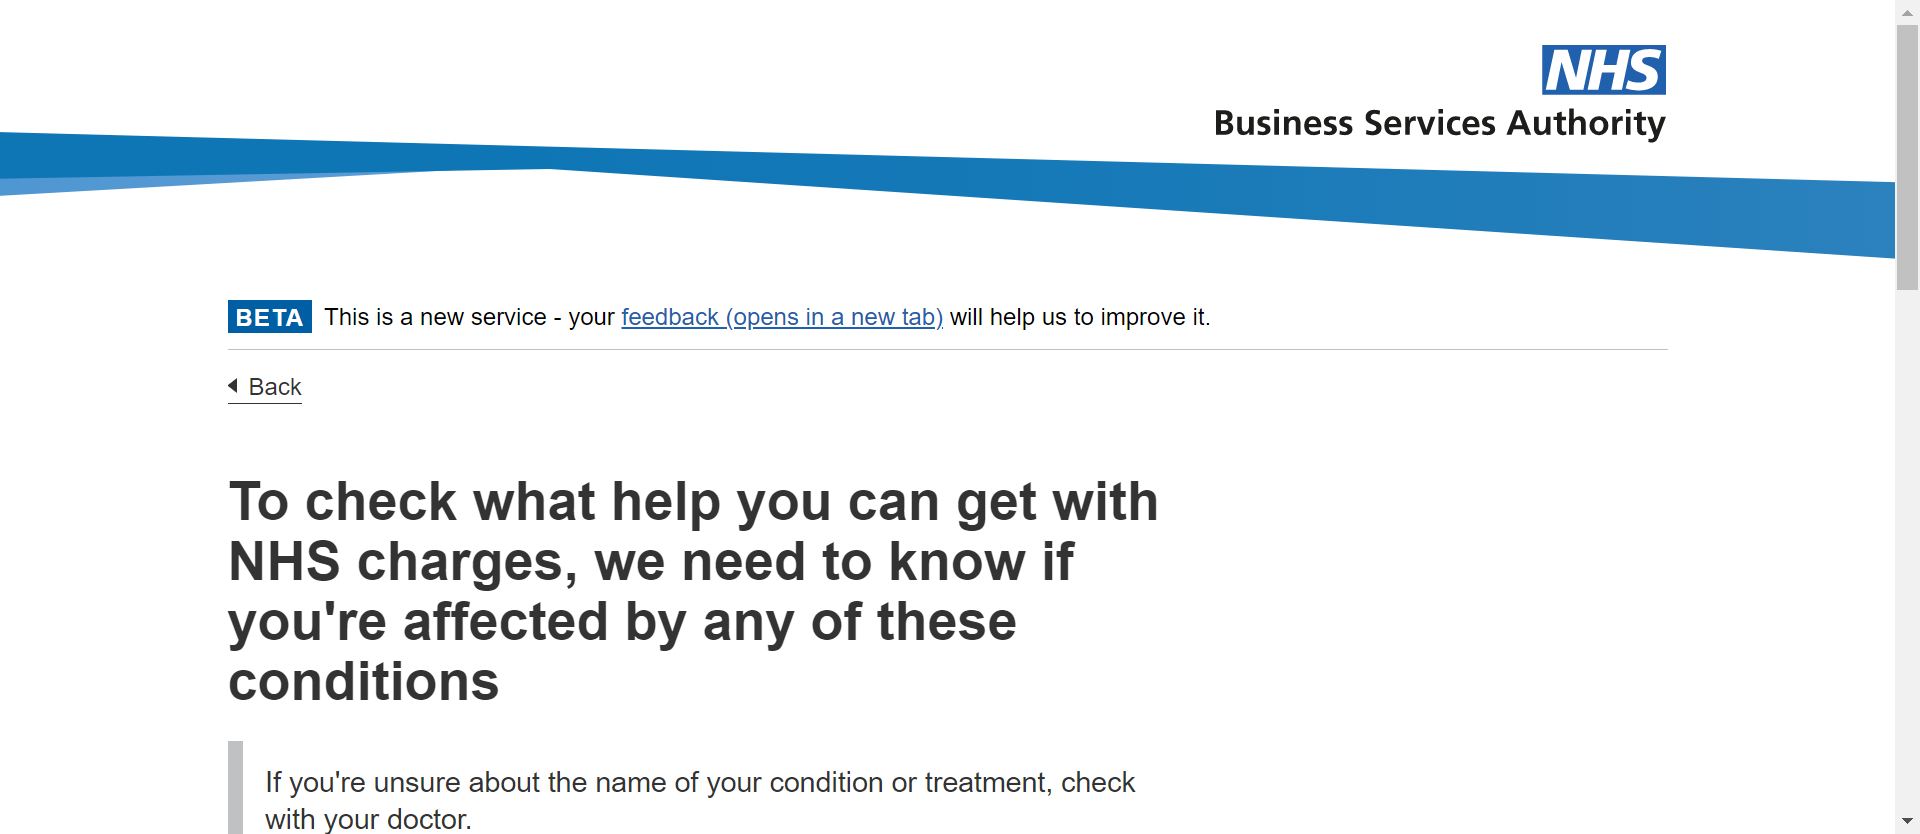 NHS
Business Services Authority
BETA This is a new service - your feedback (opens in a new tab) will help us to improve it.
Back
To check what help you can get with
NHS charges, we need to know if
you're affected by any of these
conditions
If you're unsure about the name of your condition or treatment, check
with your doctor.